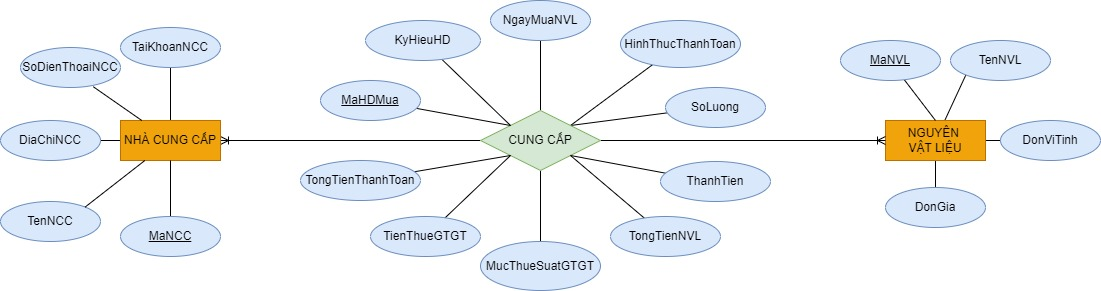 NgayMuaNVL
KyHieuHD
HinhThucThanhToan
TaiKhoanNCC
SoDienThoaiNCC
MaNVL
TenNVL
MaHDMua
SoLuong
DiaChiNCC
NHÀ CUNG CẤP
CUNG CẤP
NGUYÊN
VẬT LIỆU
DonViTinh
TongTienThanhToan
ThanhTien
TenNCC
MaNCC
TienThueGTGT
TongTienNVL
DonGia
MucThueSuatGTGT